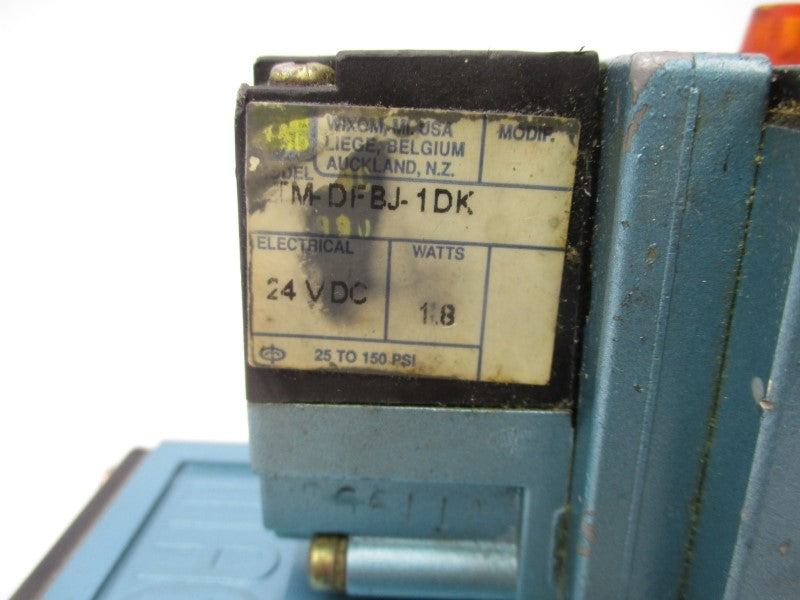 WIXOM, MI. USA
LIEGE, BELGIUM
AUCKLAND, N.Z.
MODIF.
MODEL
TM-DFBJ-1DK
ELECTRICAL
WATTS
24 VDC
1.8
25 TO 150 PSI